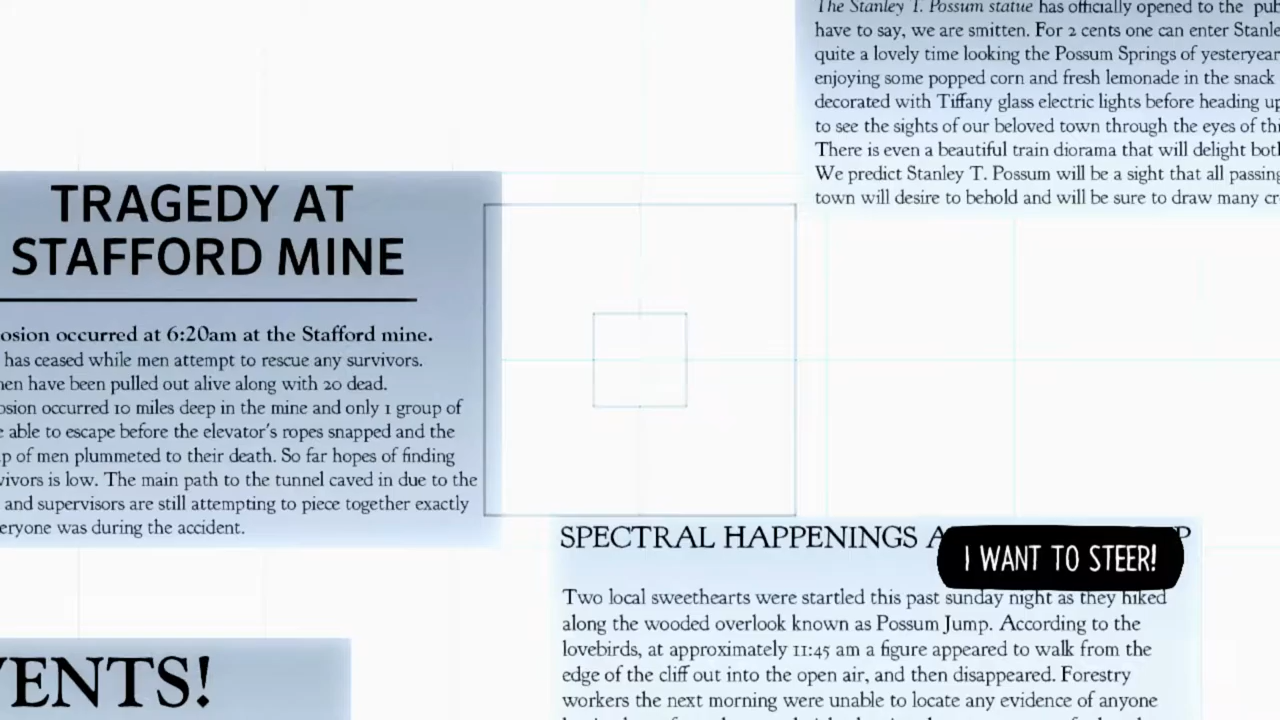 The Stanley T. Possum statue has officially opened to the
have to say, we are smitten. For 2 cents one can enter
quite a lovely time looking the Possum Springs of yesteryear
enjoying some popped corn and fresh lemonade in the snack
decorated with Tiffany glass electric lights before heading
to see the sights of our beloved town through the eyes of
There is even a beautiful train diorama that will delight
We predict Stanley T. Possum will be a sight that all
town will desire to behold and will be sure to draw many
TRAGEDY AT
STAFFORD MINE
osion occurred at 6:20am at the Stafford mine.
has ceased while men attempt to rescue any survivors.
have been pulled out alive along with 20 dead.
osion occurred 10 miles deep in the mine and only 1 group of
able to escape before the elevator's ropes snapped and the
p of men plummeted to their death. So far hopes of finding
vivors is low. The main path to the tunnel caved in due to the
and supervisors are still attempting to piece together exactly
eryone was during the accident.
SPECTRAL HAPPENINGS A
I WANT TO STEER!
Two local sweethearts were startled this past sunday night as they hiked
along the wooded overlook known as Possum Jump. According to the
lovebirds, at approximately 11:45 am a figure appeared to walk from the
edge of the cliff out into the open air, and then disappeared. Forestry
workers the next morning were unable to locate any evidence of anyone
VENTS!